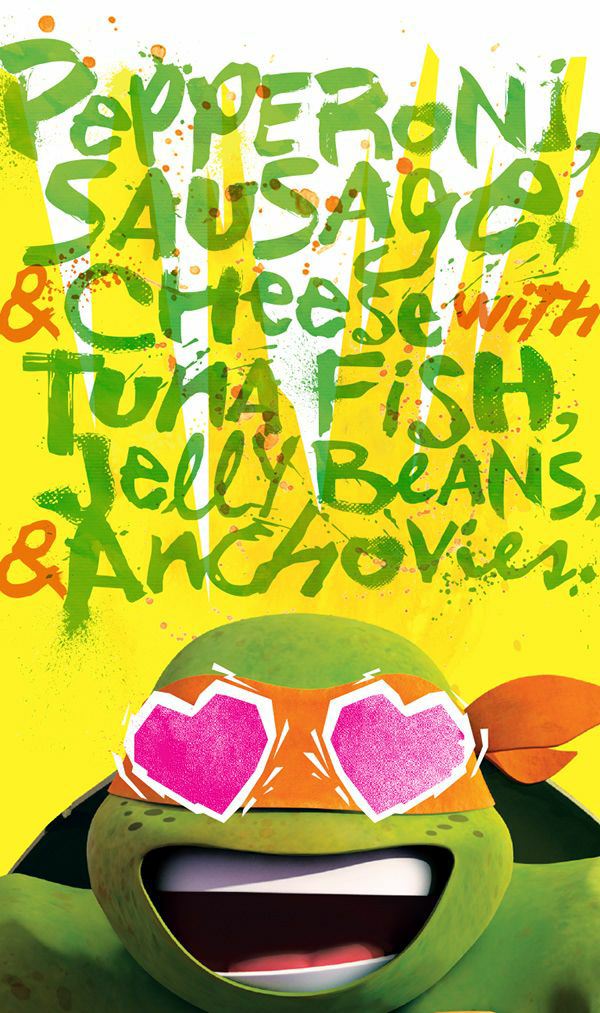 PepPERoNi,
SAUSAge,
& CHeese with
TUNA FiSH,
Jelly BeANS,
& AnChoVies.